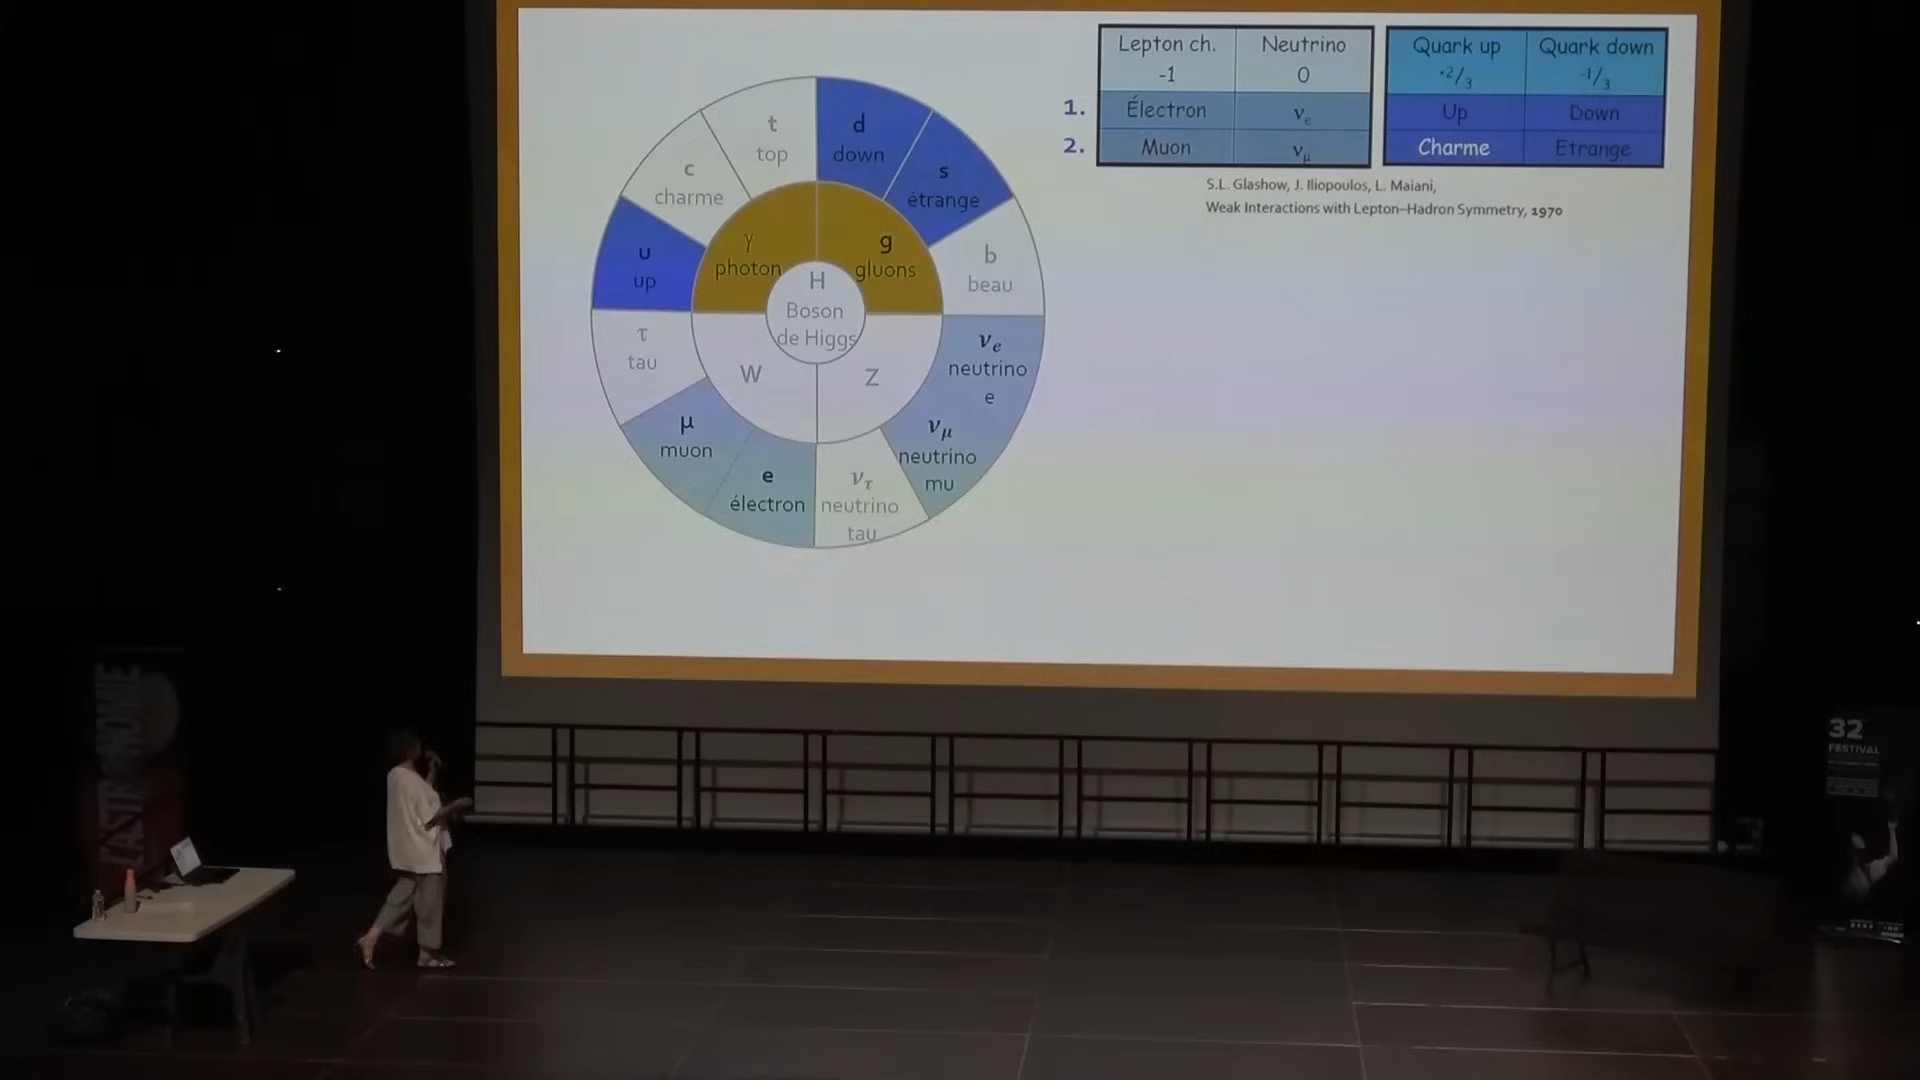 t
top
d
down
c
charme
s
étrange
u
up
γ
photon
g
gluons
b
beau
H
Boson
de Higgs
τ
tau
W
Z
νe
neutrino
e
μ
muon
νμ
neutrino
mu
e
électron
ντ
neutrino
tau
Lepton ch. Neutrino
-1 0
1. Électron νe
2. Muon νμ
Quark up Quark down
+2/3 -1/3
Up Down
Charme Etrange
S.L. Glashow, J. Iliopoulos, L. Maiani,
Weak Interactions with Lepton–Hadron Symmetry, 1970
L'ASTRONOMIE
32
FESTIVAL